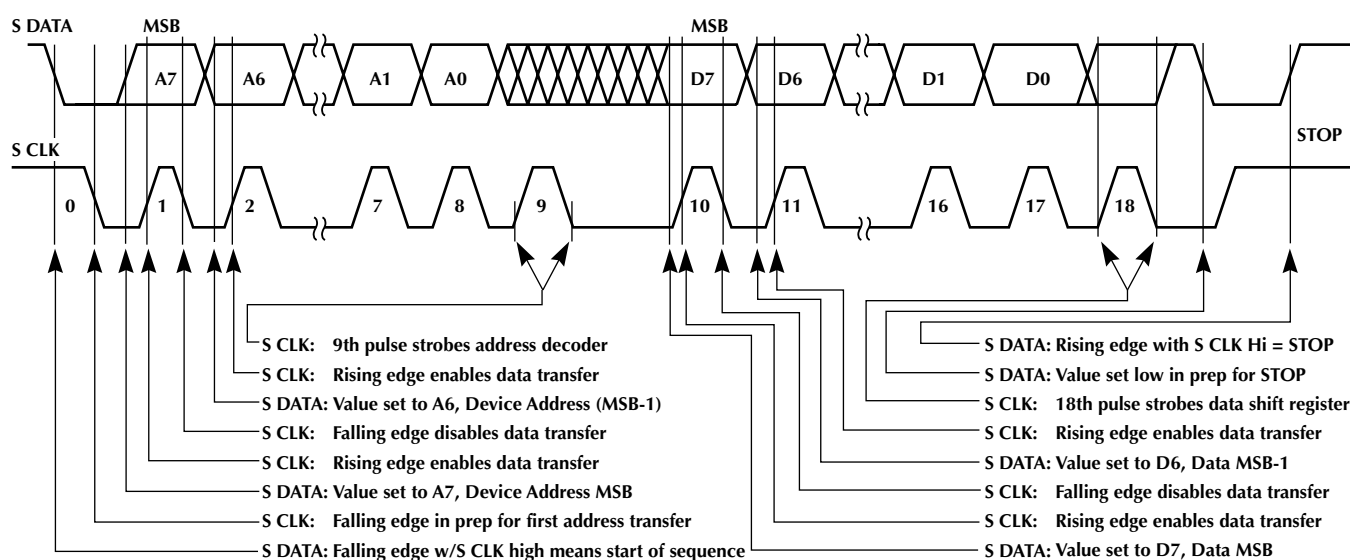 S DATA MSB MSB
A7 A6 A1 A0 D7 D6 D1 D0
S CLK STOP
0 1 2 7 8 9 10 11 16 17 18
S CLK: 9th pulse strobes address decoder
S CLK: Rising edge enables data transfer
S DATA: Value set to A6, Device Address (MSB-1)
S CLK: Falling edge disables data transfer
S CLK: Rising edge enables data transfer
S DATA: Value set to A7, Device Address MSB
S CLK: Falling edge in prep for first address transfer
S DATA: Falling edge w/S CLK high means start of sequence
S DATA: Rising edge with S CLK Hi = STOP
S DATA: Value set low in prep for STOP
S CLK: 18th pulse strobes data shift register
S CLK: Rising edge enables data transfer
S DATA: Value set to D6, Data MSB-1
S CLK: Falling edge disables data transfer
S CLK: Rising edge enables data transfer
S DATA: Value set to D7, Data MSB